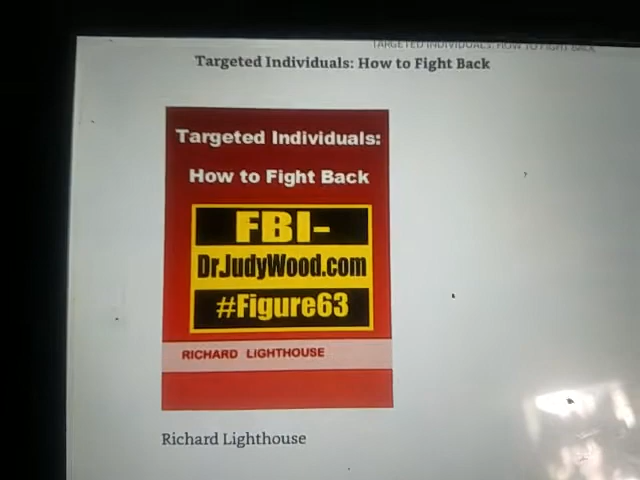 TARGETED INDIVIDUALS: HOW TO FIGHT BACK
Targeted Individuals: How to Fight Back
Targeted Individuals:
How to Fight Back
FBI-
DrJudyWood.com
#Figure63
RICHARD LIGHTHOUSE
Richard Lighthouse